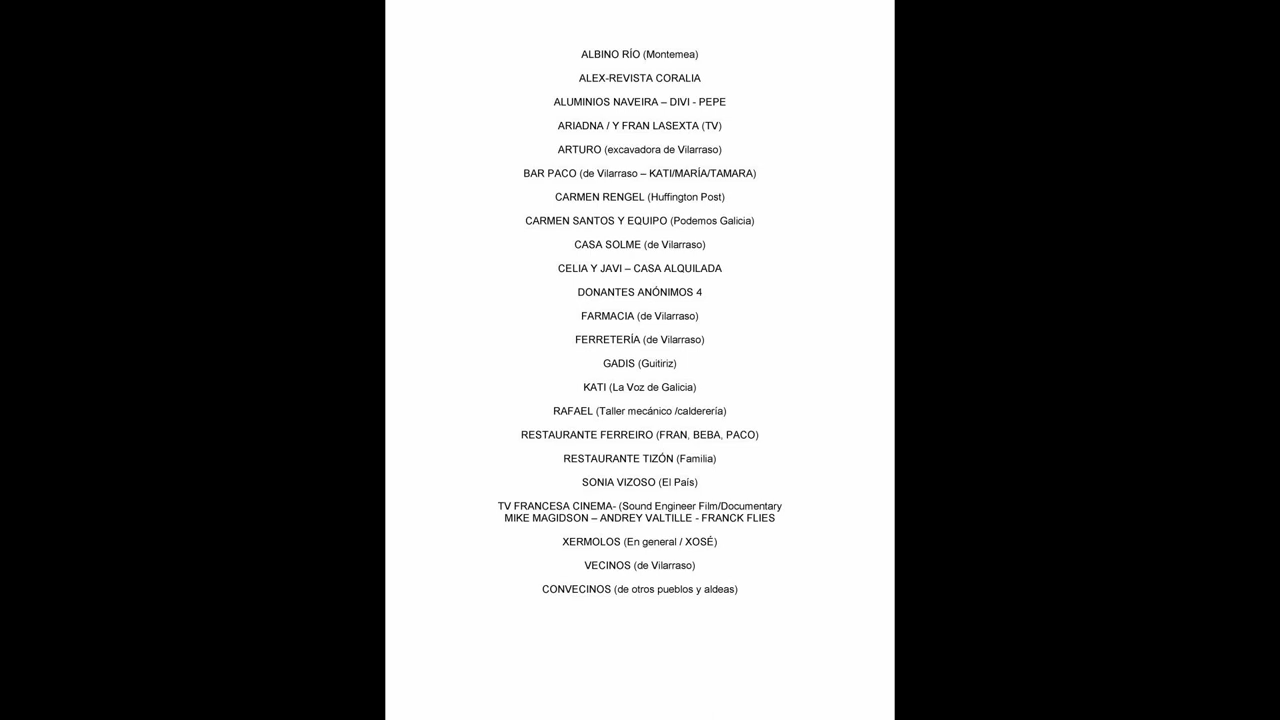 ALBINO RÍO (Montemea)
ALEX-REVISTA CORALIA
ALUMINIOS NAVEIRA – DIVI - PEPE
ARIADNA / Y FRAN LASEXTA (TV)
ARTURO (excavadora de Vilarraso)
BAR PACO (de Vilarraso – KATI/MARÍA/TAMARA)
CARMEN RENGEL (Huffington Post)
CARMEN SANTOS Y EQUIPO (Podemos Galicia)
CASA SOLME (de Vilarraso)
CELIA Y JAVI – CASA ALQUILADA
DONANTES ANÓNIMOS 4
FARMACIA (de Vilarraso)
FERRETERÍA (de Vilarraso)
GADIS (Guitiriz)
KATI (La Voz de Galicia)
RAFAEL (Taller mecánico /calderería)
RESTAURANTE FERREIRO (FRAN, BEBA, PACO)
RESTAURANTE TIZÓN (Familia)
SONIA VIZOSO (El País)
TV FRANCESA CINEMA- (Sound Engineer Film/Documentary
MIKE MAGIDSON – ANDREY VALTILLE - FRANCK FLIES
XERMOLOS (En general / XOSÉ)
VECINOS (de Vilarraso)
CONVECINOS (de otros pueblos y aldeas)